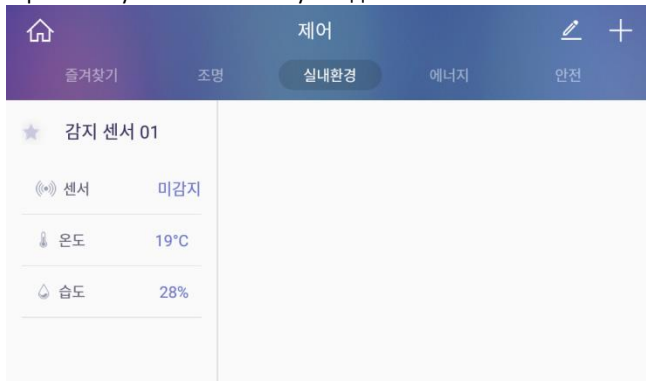 제어
즐겨찾기 조명 실내환경 에너지 안전
감지 센서 01
센서 미감지
온도 19°C
습도 28%